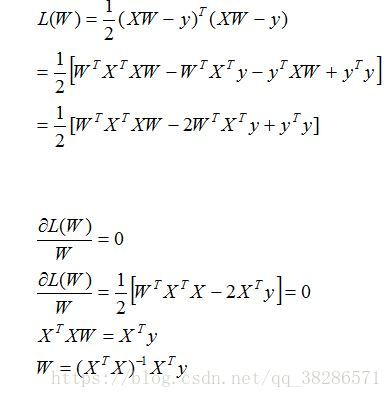 L(W) = 1/2 (XW − y)^T (XW − y)
= 1/2 [W^T X^T XW − W^T X^T y − y^T XW + y^T y]
= 1/2 [W^T X^T XW − 2W^T X^T y + y^T y]
∂L(W)/W = 0
∂L(W)/W = 1/2 [W^T X^T X − 2X^T y] = 0
X^T XW = X^T y
W = (X^T X)^-1 X^T y
https://blog.csdn.net/qq_38286571